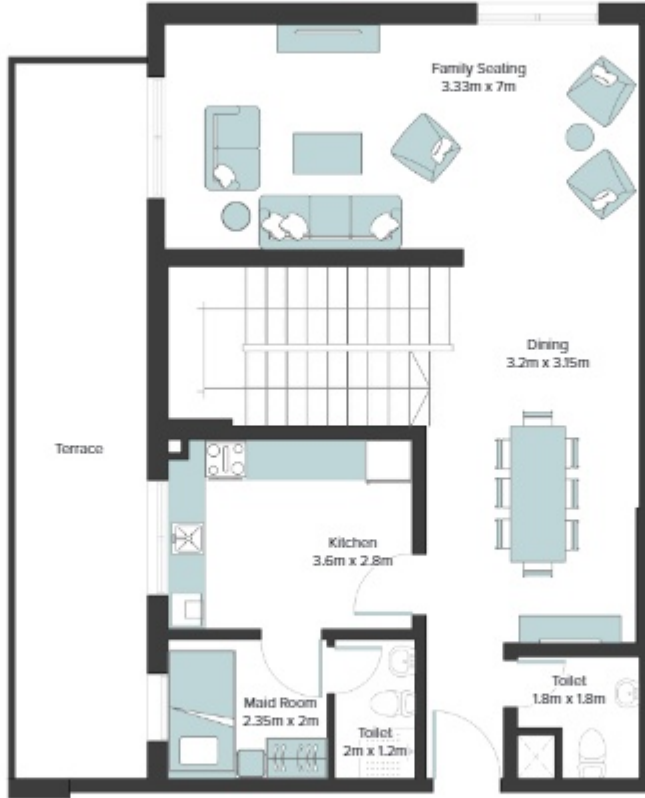 Family Seating
3.33m x 7m
Dining
3.2m x 3.15m
Terrace
Kitchen
3.6m x 2.8m
Maid Room
2.35m x 2m
Toilet
2m x 1.2m
Toilet
1.8m x 1.8m